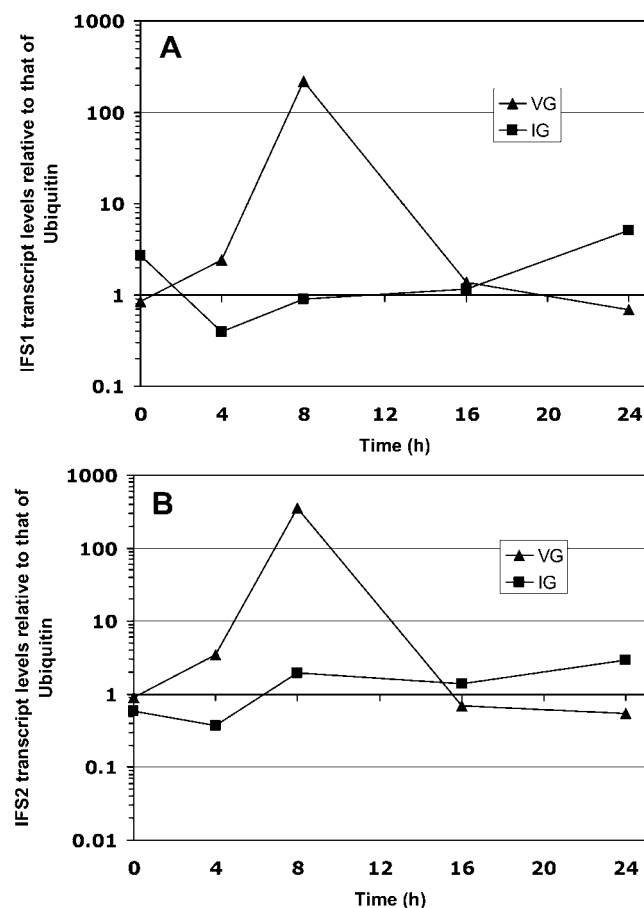 A
IFS1 transcript levels relative to that of
Ubiquitin
1000
100
10
1
0.1
VG
IG
0 4 8 12 16 20 24
Time (h)
B
IFS2 transcript levels relative to that of
Ubiquitin
1000
100
10
1
0.1
0.01
VG
IG
0 4 8 12 16 20 24
Time (h)